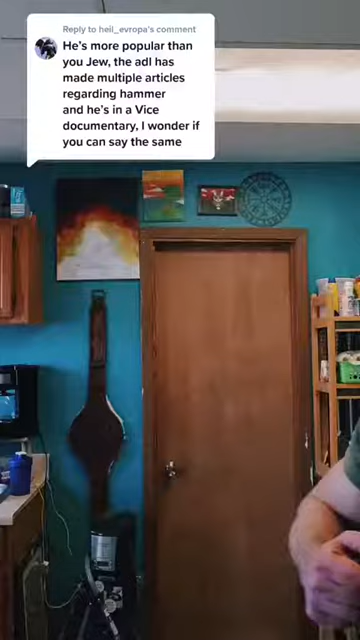 Reply to heil_evropa's comment
He's more popular than
you Jew, the adl has
made multiple articles
regarding hammer
and he's in a Vice
documentary, I wonder if
you can say the same